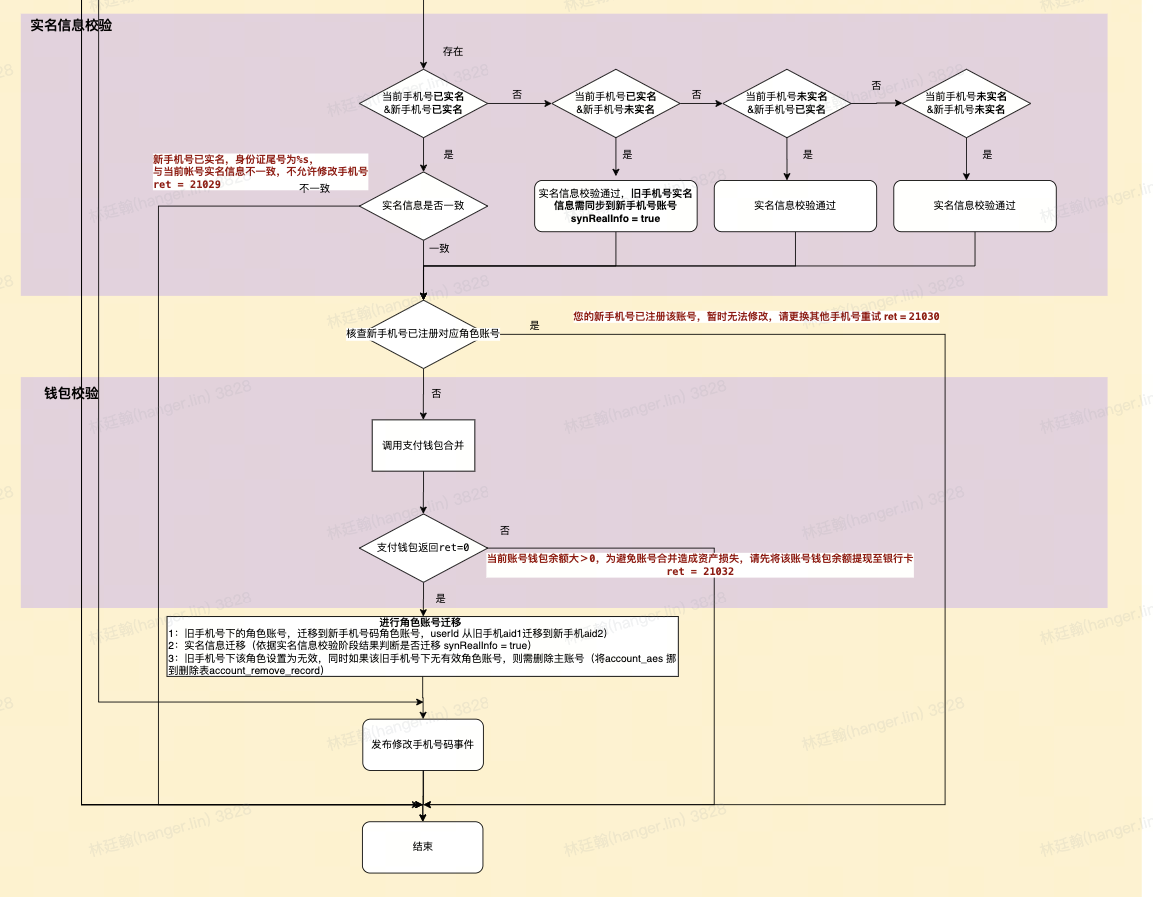 实名信息校验
存在
当前手机号已实名
&新手机号已实名
否
当前手机号已实名
&新手机号未实名
否
当前手机号未实名
&新手机号已实名
否
当前手机号未实名
&新手机号未实名
是
是
是
是
新手机号已实名，身份证尾号为%s，
与当前帐号实名信息不一致，不允许修改手机号
ret = 21029
不一致
实名信息是否一致
实名信息校验通过，旧手机号实名
信息需同步到新手机号账号
synRealInfo = true
实名信息校验通过
实名信息校验通过
一致
您的新手机号已注册该账号，暂时无法修改，请更换其他手机号重试 ret = 21030
是
核查新手机号已注册对应角色账号
钱包校验
否
调用支付钱包合并
支付钱包返回ret=0
否
当前账号钱包余额大＞0，为避免账号合并造成资产损失，请先将该账号钱包余额提现至银行卡
ret = 21032
是
进行角色账号迁移
1：旧手机号下的角色账号，迁移到新手机号码角色账号，userId 从旧手机aid1迁移到新手机aid2）
2：实名信息迁移（依据实名信息校验阶段结果判断是否迁移 synRealInfo = true）
3：旧手机号下该角色设置为无效，同时如果该旧手机号下无有效角色账号，则需删除主账号（将account_aes 挪
到删除表account_remove_record）
发布修改手机号码事件
结束
林廷翰(hanger.lin) 3828